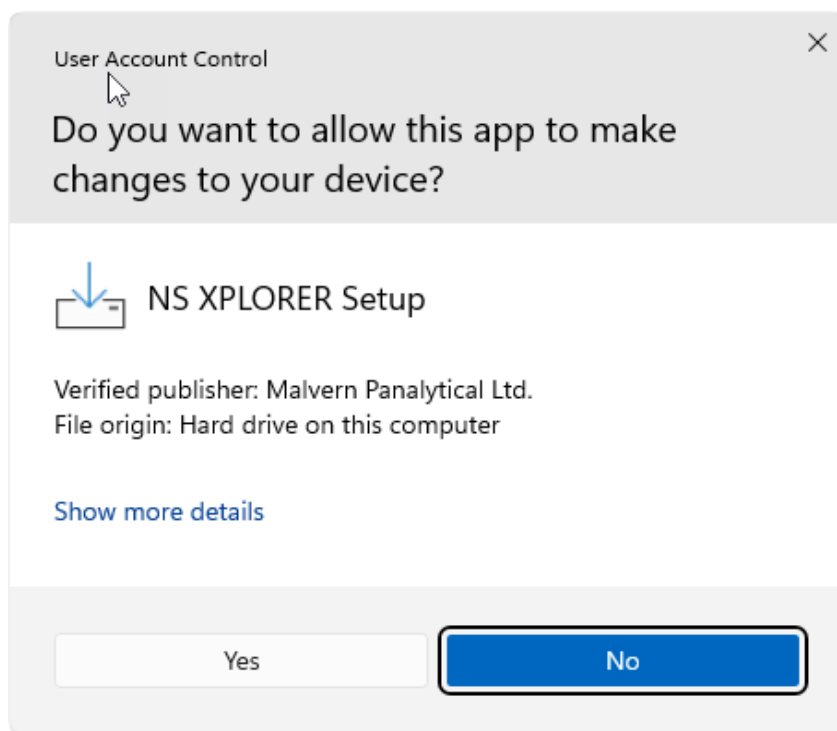 User Account Control
Do you want to allow this app to make
changes to your device?
NS XPLORER Setup
Verified publisher: Malvern Panalytical Ltd.
File origin: Hard drive on this computer
Show more details
Yes
No